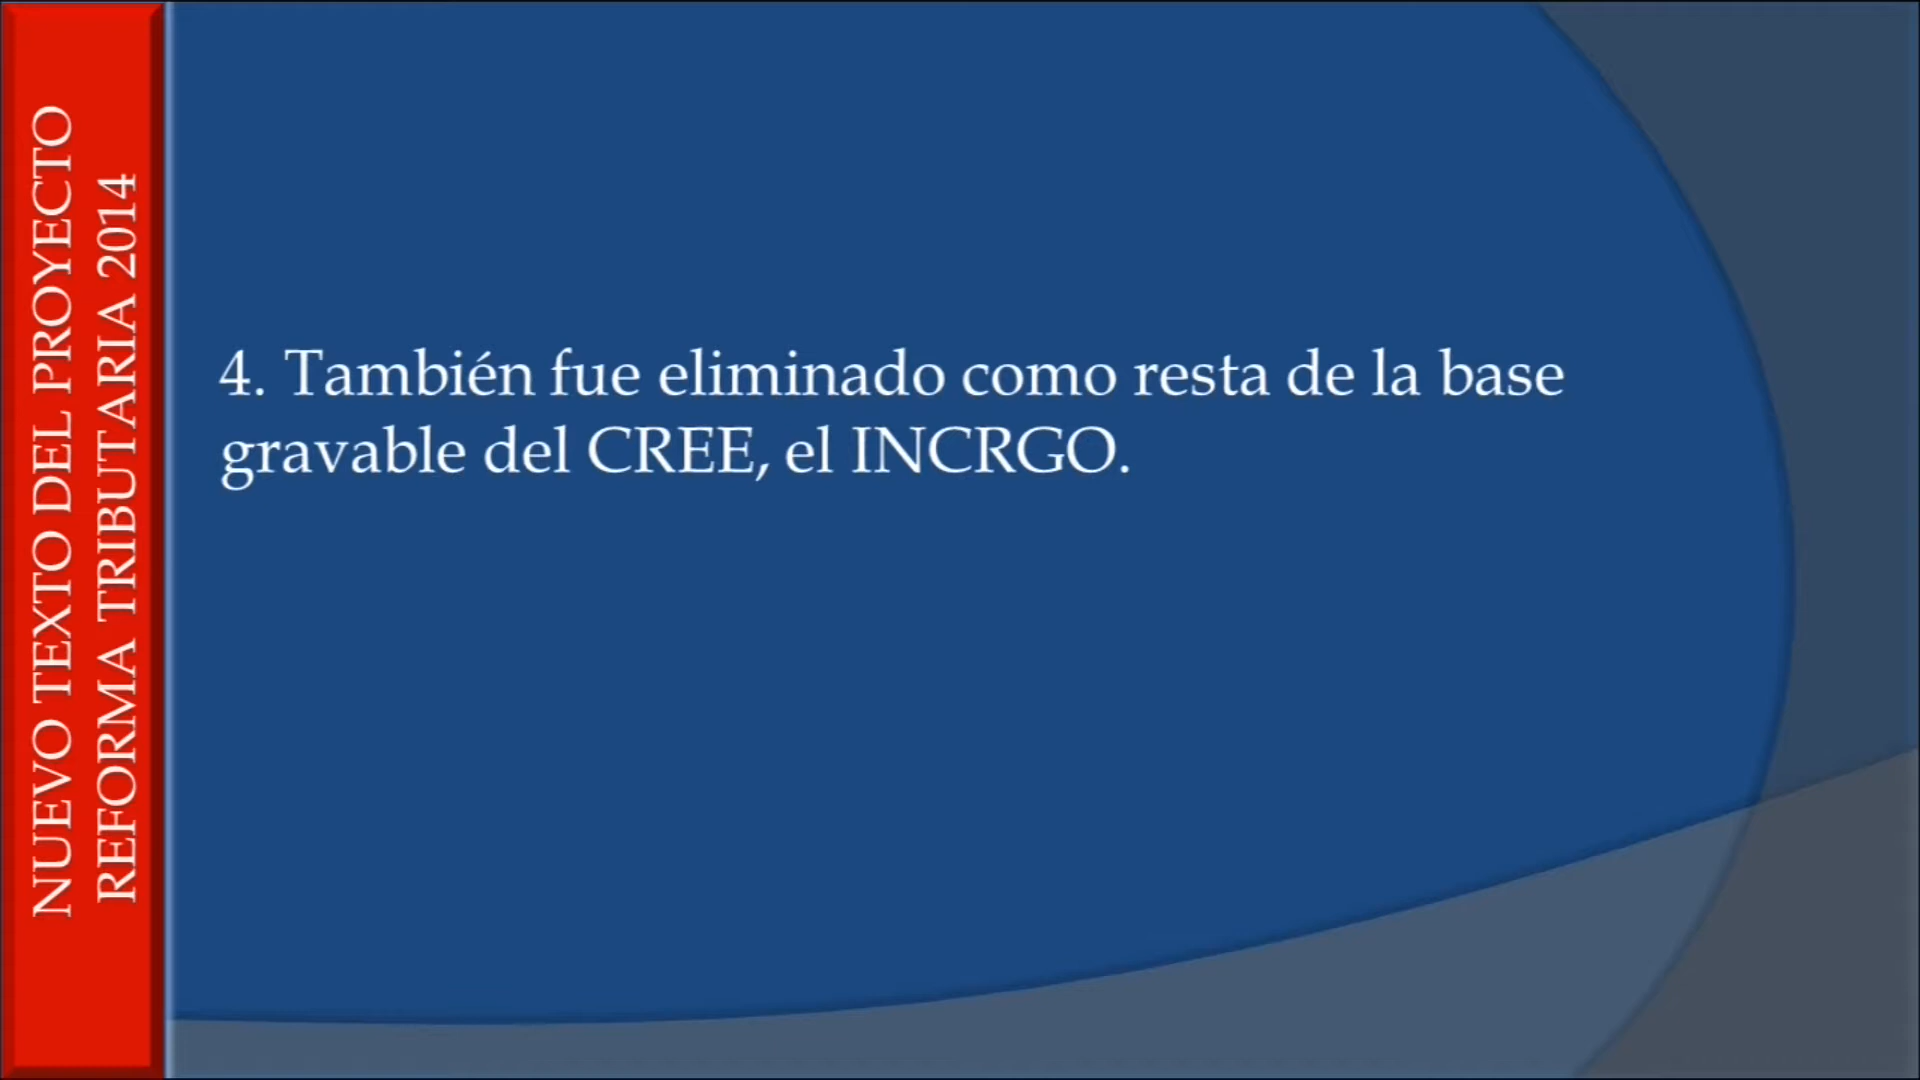 NUEVO TEXTO DEL PROYECTO
REFORMA TRIBUTARIA 2014
4. También fue eliminado como resta de la base
gravable del CREE, el INCRGO.